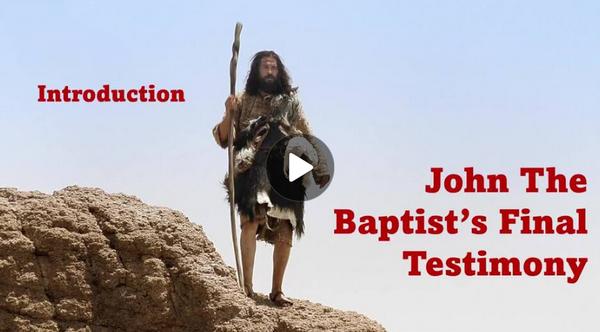 Introduction
John The
Baptist's Final
Testimony